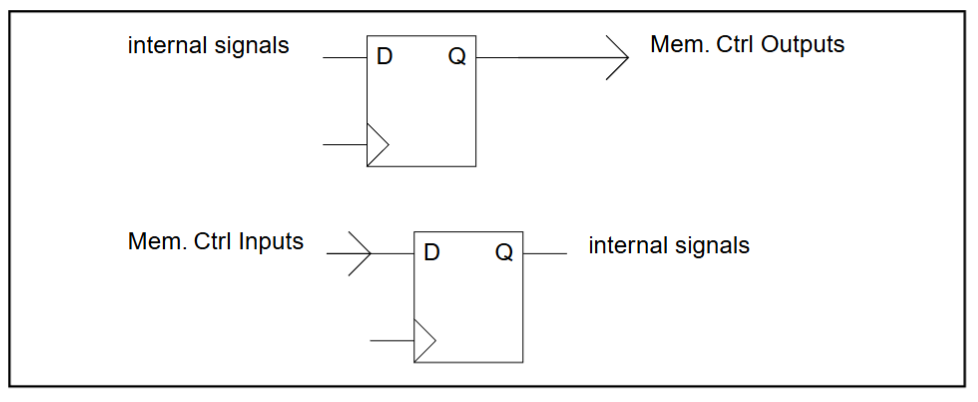 internal signals
D Q
Mem. Ctrl Outputs
Mem. Ctrl Inputs
D Q
internal signals